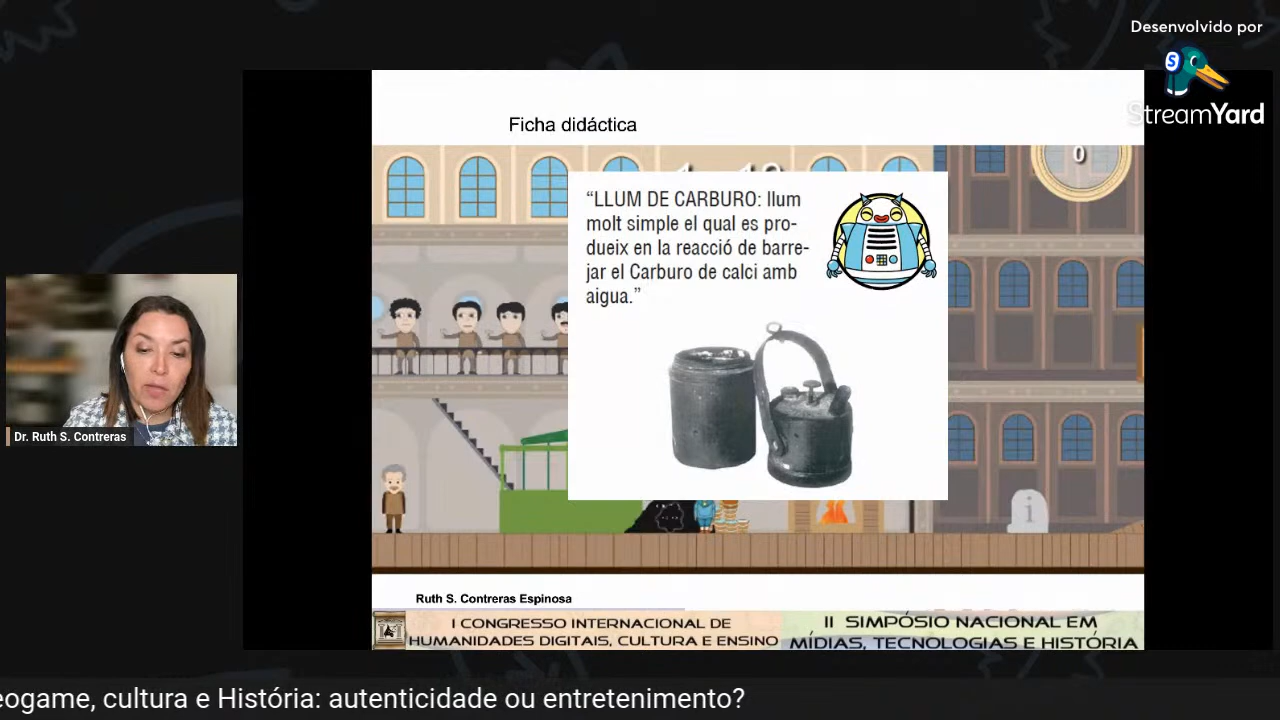 Desenvolvido por
StreamYard
Ficha didáctica
0
“LLUM DE CARBURO: llum
molt simple el qual es pro-
dueix en la reacció de barre-
jar el Carburo de calci amb
aigua.”
i
Dr. Ruth S. Contreras
Ruth S. Contreras Espinosa
I CONGRESSO INTERNACIONAL DE
HUMANIDADES DIGITAIS, CULTURA E ENSINO
II SIMPÓSIO NACIONAL EM
MÍDIAS, TECNOLOGIAS E HISTÓRIA
eogame, cultura e História: autenticidade ou entretenimento?